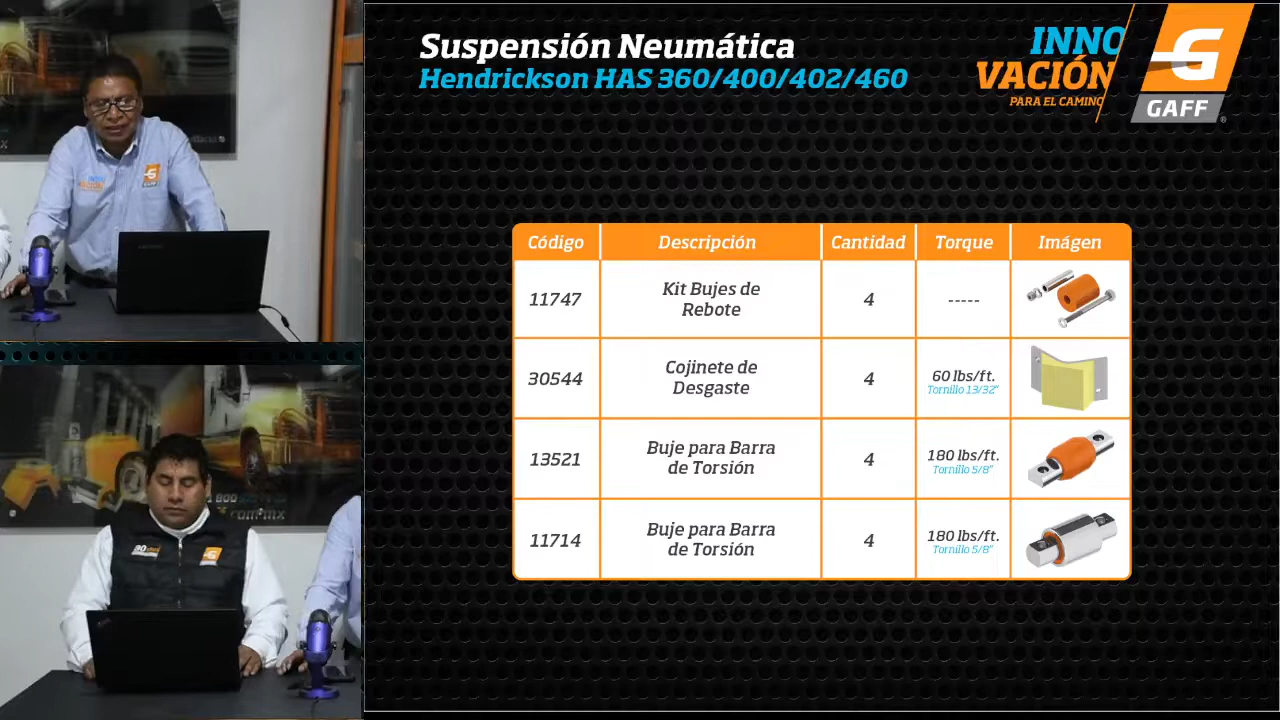 Suspensión Neumática
Hendrickson HAS 360/400/402/460
INNO
VACIÓN
PARA EL CAMINO
G
GAFF
®
Código Descripción Cantidad Torque Imágen
11747 Kit Bujes de Rebote 4 -----
30544 Cojinete de Desgaste 4 60 lbs/ft.
Tornillo 13/32"
13521 Buje para Barra de Torsión 4 180 lbs/ft.
Tornillo 5/8"
11714 Buje para Barra de Torsión 4 180 lbs/ft.
Tornillo 5/8"
GAFF